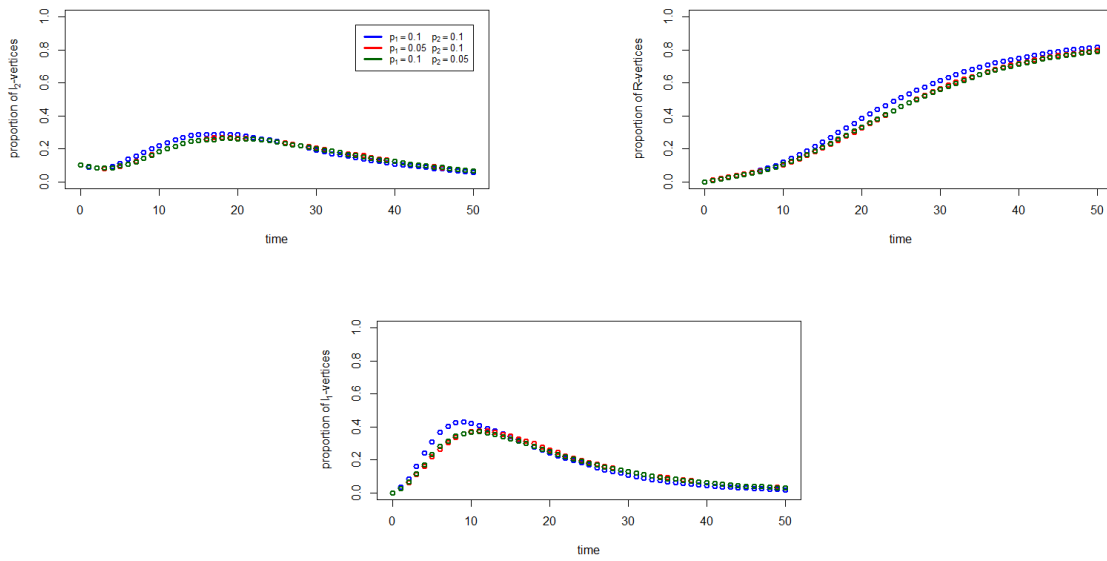 proportion of I₂-vertices
1.0
0.8
0.6
0.4
0.2
0.0
p₁ = 0.1 p₂ = 0.1
p₁ = 0.05 p₂ = 0.1
p₁ = 0.1 p₂ = 0.05
0 10 20 30 40 50
time
proportion of R-vertices
1.0
0.8
0.6
0.4
0.2
0.0
0 10 20 30 40 50
time
proportion of I₁-vertices
1.0
0.8
0.6
0.4
0.2
0.0
0 10 20 30 40 50
time